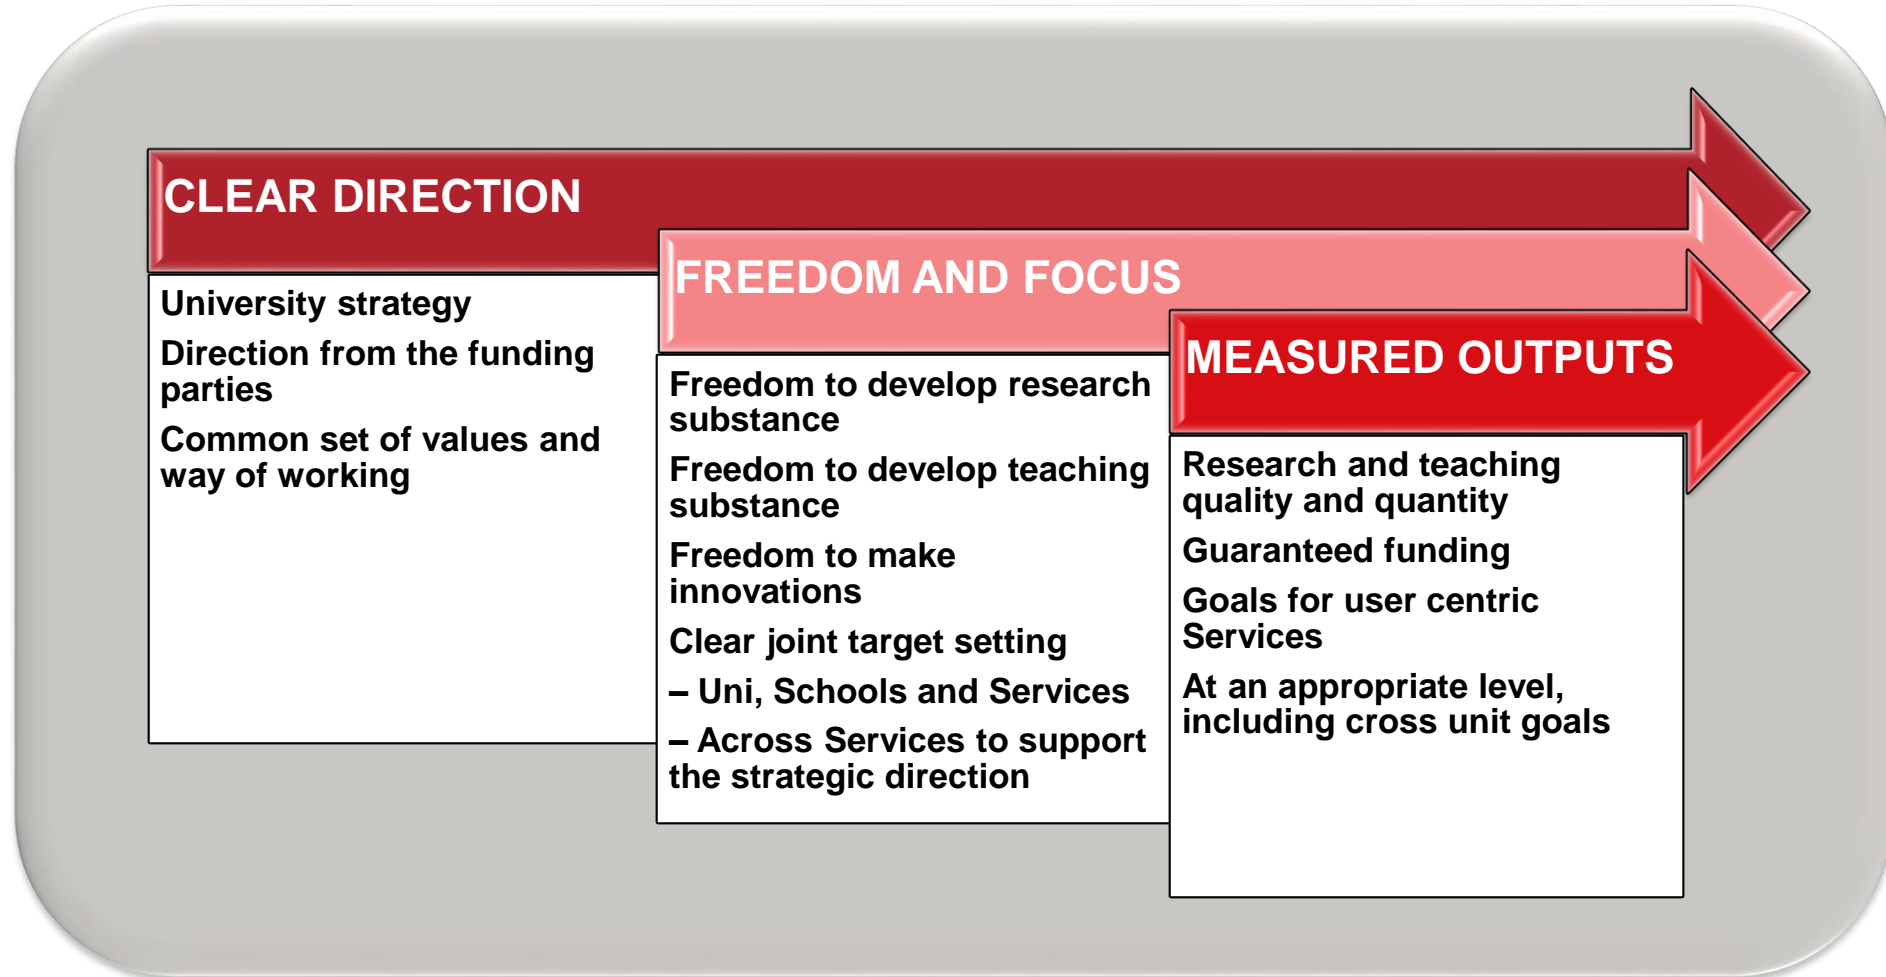 CLEAR DIRECTION
University strategy
Direction from the funding
parties
Common set of values and
way of working
FREEDOM AND FOCUS
Freedom to develop research
substance
Freedom to develop teaching
substance
Freedom to make
innovations
Clear joint target setting
– Uni, Schools and Services
– Across Services to support
the strategic direction
MEASURED OUTPUTS
Research and teaching
quality and quantity
Guaranteed funding
Goals for user centric
Services
At an appropriate level,
including cross unit goals